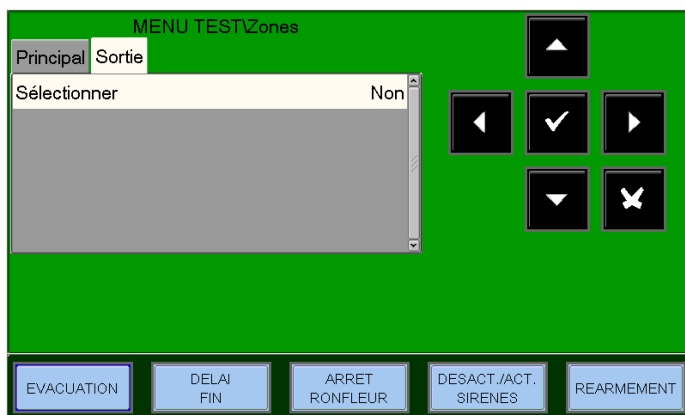 MENU TEST\Zones
Principal Sortie
Sélectionner Non
EVACUATION
DELAI
FIN
ARRET
RONFLEUR
DESACT./ACT.
SIRENES
REARMEMENT